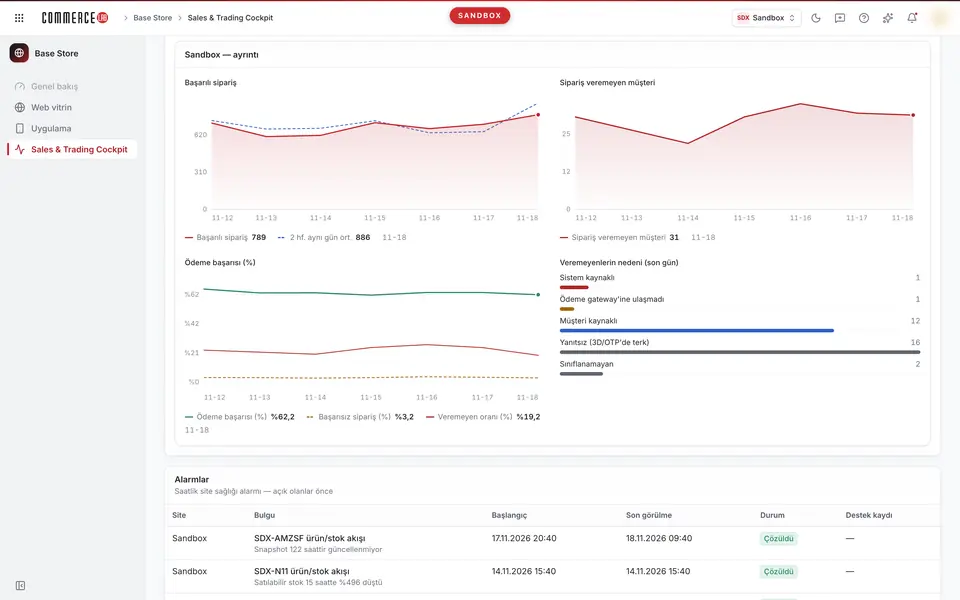 COMMERCE LAB
Base Store
Sales & Trading Cockpit
SANDBOX
SDX Sandbox
Base Store
Genel bakış
Web vitrin
Uygulama
Sales & Trading Cockpit
Sandbox — ayrıntı
Başarılı sipariş
620
310
0
11-12 11-13 11-14 11-15 11-16 11-17 11-18
Başarılı sipariş 789 2 hf. aynı gün ort. 886 11-18
Sipariş veremeyen müşteri
25
12
0
11-12 11-13 11-14 11-15 11-16 11-17 11-18
Sipariş veremeyen müşteri 31 11-18
Ödeme başarısı (%)
%62
%42
%21
%0
11-12 11-13 11-14 11-15 11-16 11-17 11-18
Ödeme başarısı (%) %62,2 Başarısız sipariş (%) %3,2 Veremeyen oranı (%) %19,2
11-18
Veremeyenlerin nedeni (son gün)
Sistem kaynaklı 1
Ödeme gateway'ine ulaşmadı 1
Müşteri kaynaklı 12
Yanıtsız (3D/OTP'de terk) 16
Sınıflanamayan 2
Alarmlar
Saatlik site sağlığı alarmı — açık olanlar önce
Site Bulgu Başlangıç Son görülme Durum Destek kaydı
Sandbox SDX-AMZSF ürün/stok akışı 17.11.2026 20:40 18.11.2026 09:40 Çözüldü —
Snapshot 122 saattir güncellenmiyor
Sandbox SDX-N11 ürün/stok akışı 14.11.2026 15:40 14.11.2026 15:40 Çözüldü —
Satılabilir stok 15 saatte %496 düştü